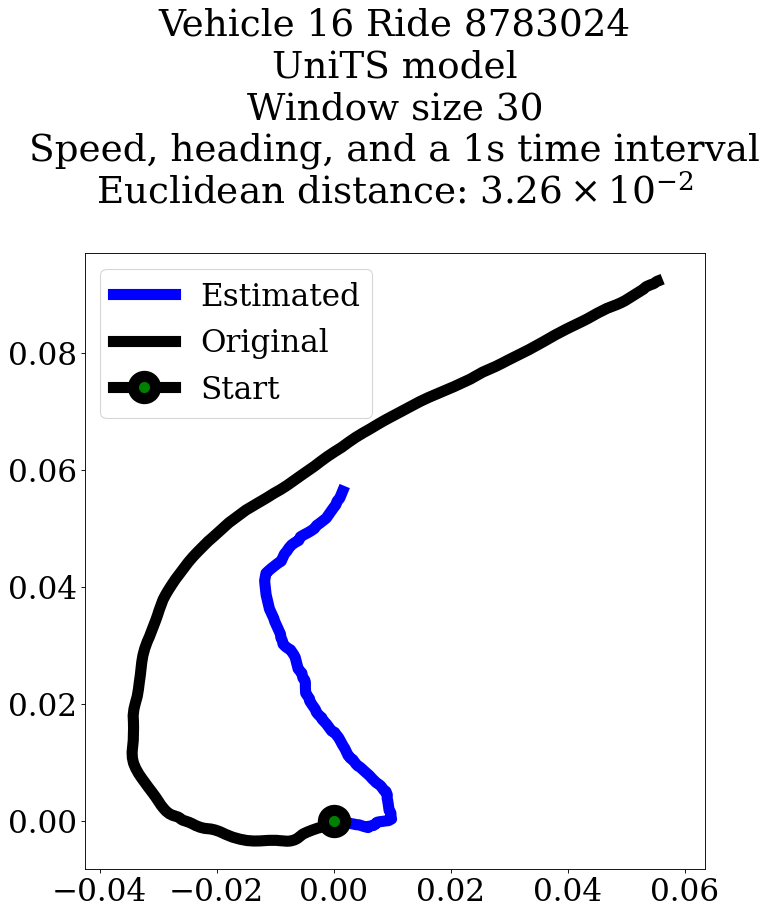 Vehicle 16 Ride 8783024
UniTS model
Window size 30
Speed, heading, and a 1s time interval
Euclidean distance: 3.26 × 10⁻²
Estimated
Original
Start
0.08
0.06
0.04
0.02
0.00
−0.04 −0.02 0.00 0.02 0.04 0.06